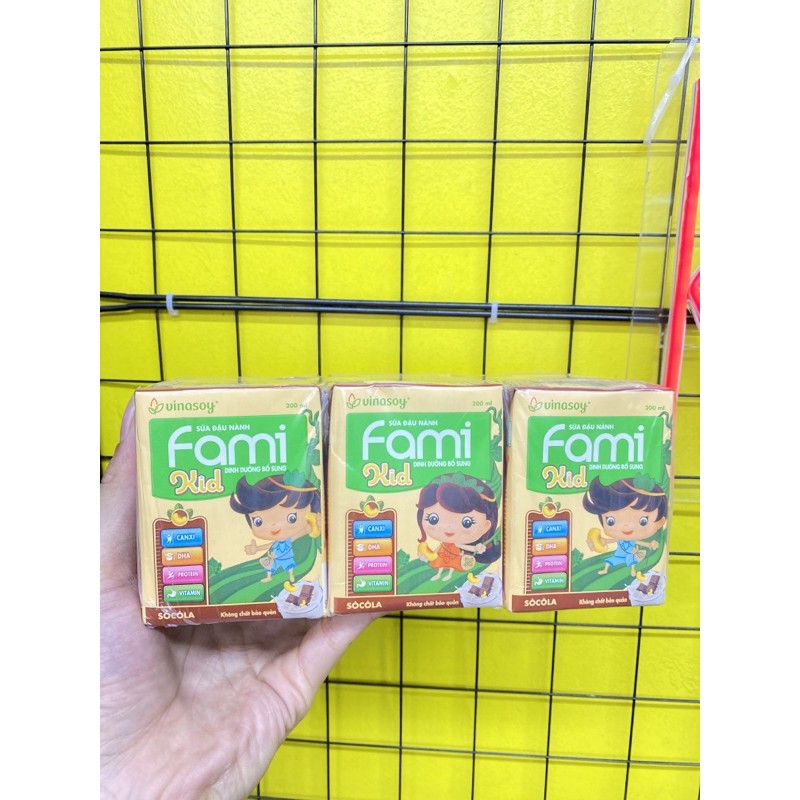 vinasoy®
200 ml
SỮA ĐẬU NÀNH
Fami
Kid
DINH DƯỠNG BỔ SUNG
CANXI
DHA
PROTEIN
VITAMIN
SÔCÔLA
Không chất bảo quản
vinasoy®
200 ml
SỮA ĐẬU NÀNH
Fami
Kid
DINH DƯỠNG BỔ SUNG
CANXI
DHA
PROTEIN
VITAMIN
SÔCÔLA
Không chất bảo quản
vinasoy®
200 ml
SỮA ĐẬU NÀNH
Fami
Kid
DINH DƯỠNG BỔ SUNG
CANXI
DHA
PROTEIN
VITAMIN
SÔCÔLA
Không chất bảo quản